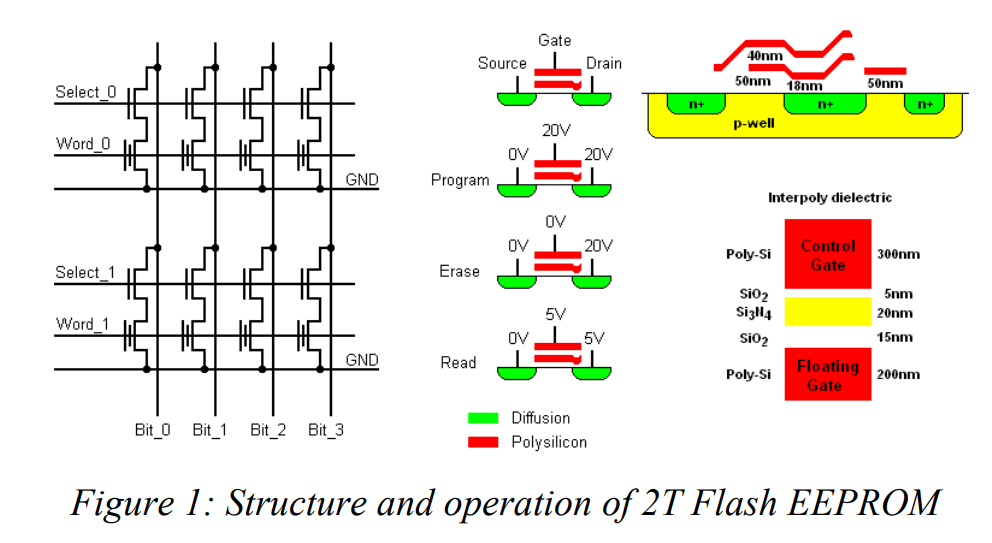 Select_0
Word_0
GND
Select_1
Word_1
GND
Bit_0 Bit_1 Bit_2 Bit_3
Gate
Source Drain
20V
Program 0V 20V
0V
Erase 0V 20V
5V
Read 0V 5V
Diffusion
Polysilicon
40nm
50nm 18nm 50nm
n+ n+ n+
p-well
Interpoly dielectric
Poly-Si Control Gate 300nm
SiO2 5nm
Si3N4 20nm
SiO2 15nm
Poly-Si Floating Gate 200nm
Figure 1: Structure and operation of 2T Flash EEPROM